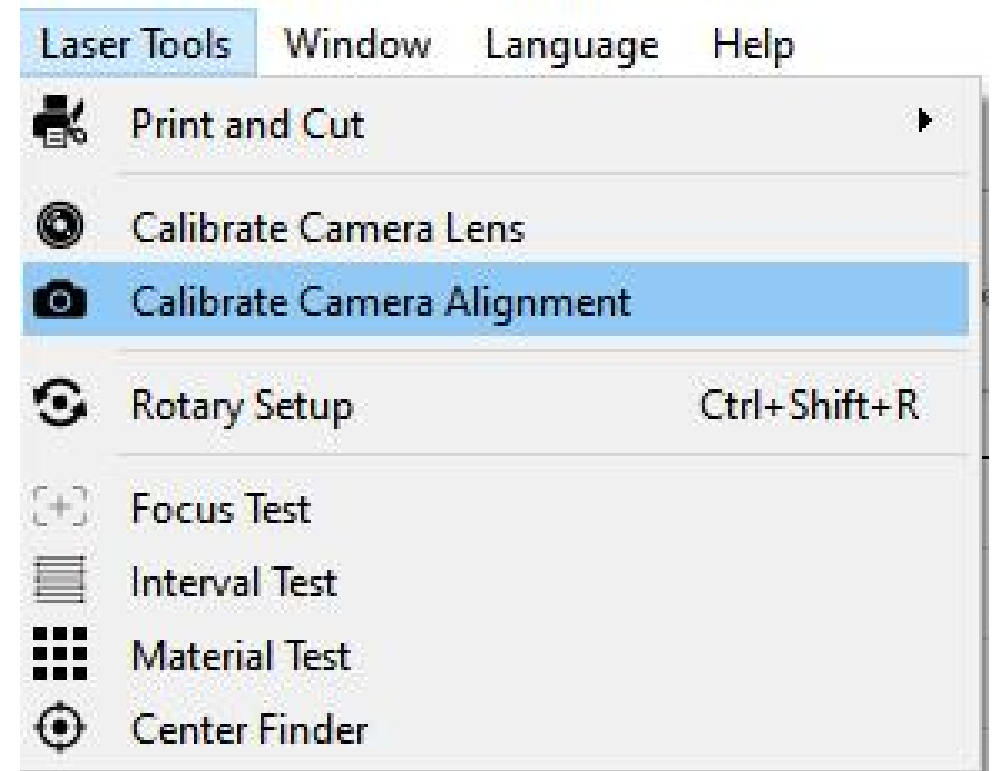 Laser Tools Window Language Help
Print and Cut
Calibrate Camera Lens
Calibrate Camera Alignment
Rotary Setup Ctrl+Shift+R
Focus Test
Interval Test
Material Test
Center Finder